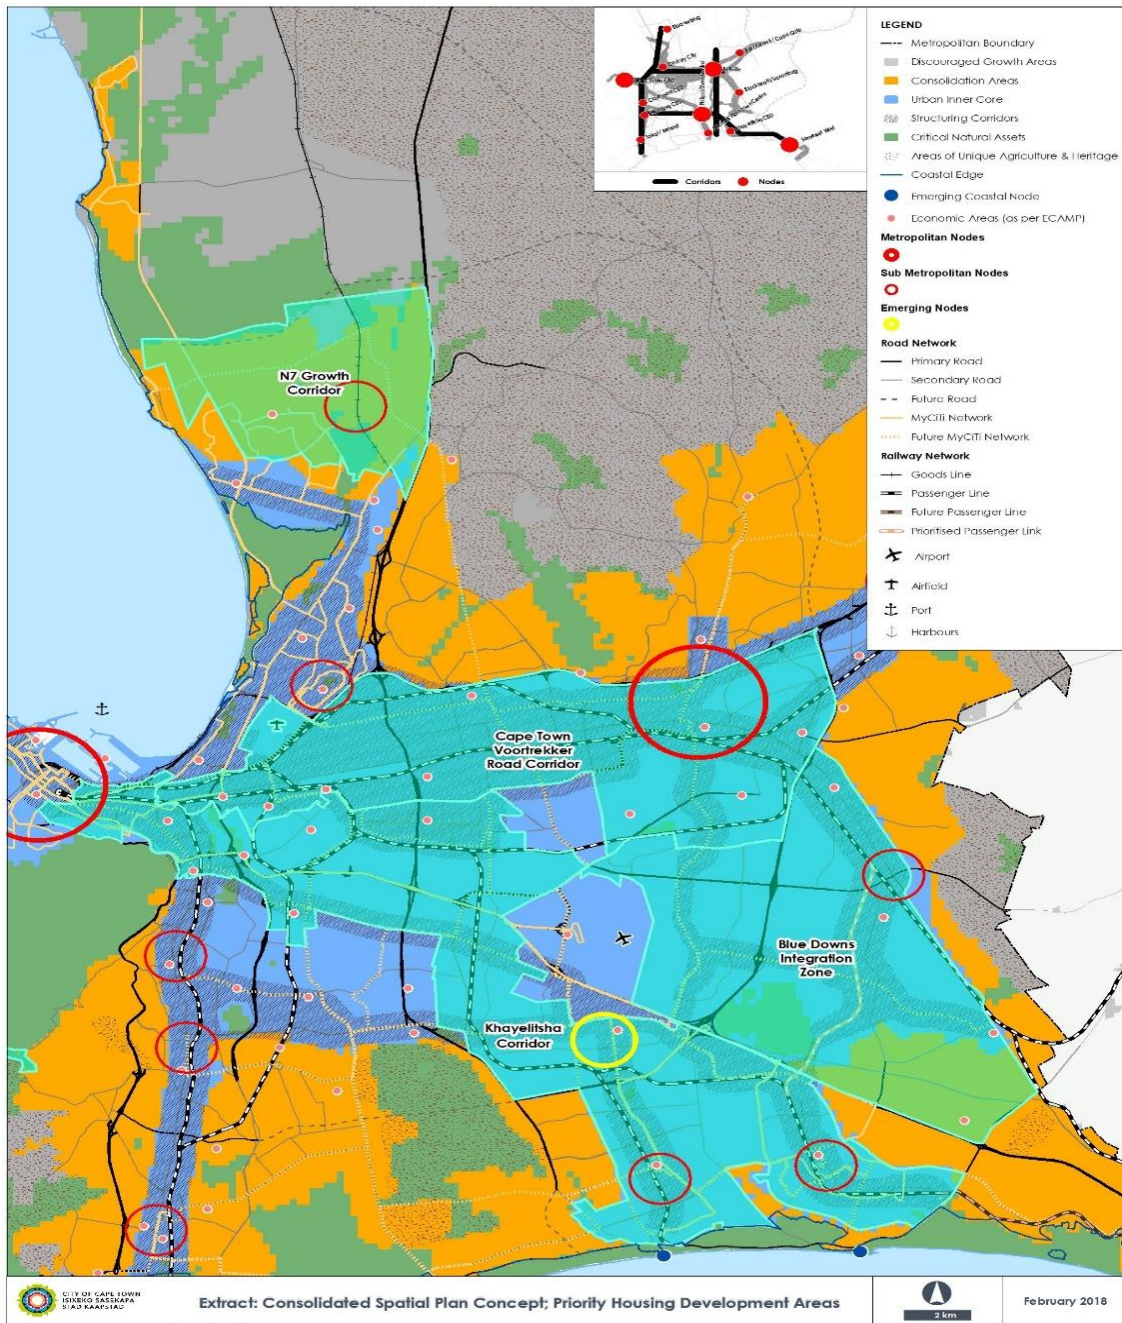 LEGEND
Metropolitan Boundary
Discouraged Growth Areas
Consolidation Areas
Urban Inner Core
Structuring Corridors
Critical Natural Assets
Areas of Unique Agriculture & Heritage
Coastal Edge
Emerging Coastal Node
Economic Areas (as per ECAMP)
Metropolitan Nodes
Sub Metropolitan Nodes
Emerging Nodes
Road Network
Primary Road
Secondary Road
Future Road
MyCiTi Network
Future MyCiTi Network
Railway Network
Goods Line
Passenger Line
Future Passenger Line
Prioritised Passenger Link
Airport
Airfield
Port
Harbours
Corridors
Nodes
N7 Growth
Corridor
Cape Town
Voortrekker
Road Corridor
Blue Downs
Integration
Zone
Khayelitsha
Corridor
CITY OF CAPE TOWN
ISIXEKO SASEKAPA
STAD KAAPSTAD
Extract: Consolidated Spatial Plan Concept; Priority Housing Development Areas
2 km
February 2018